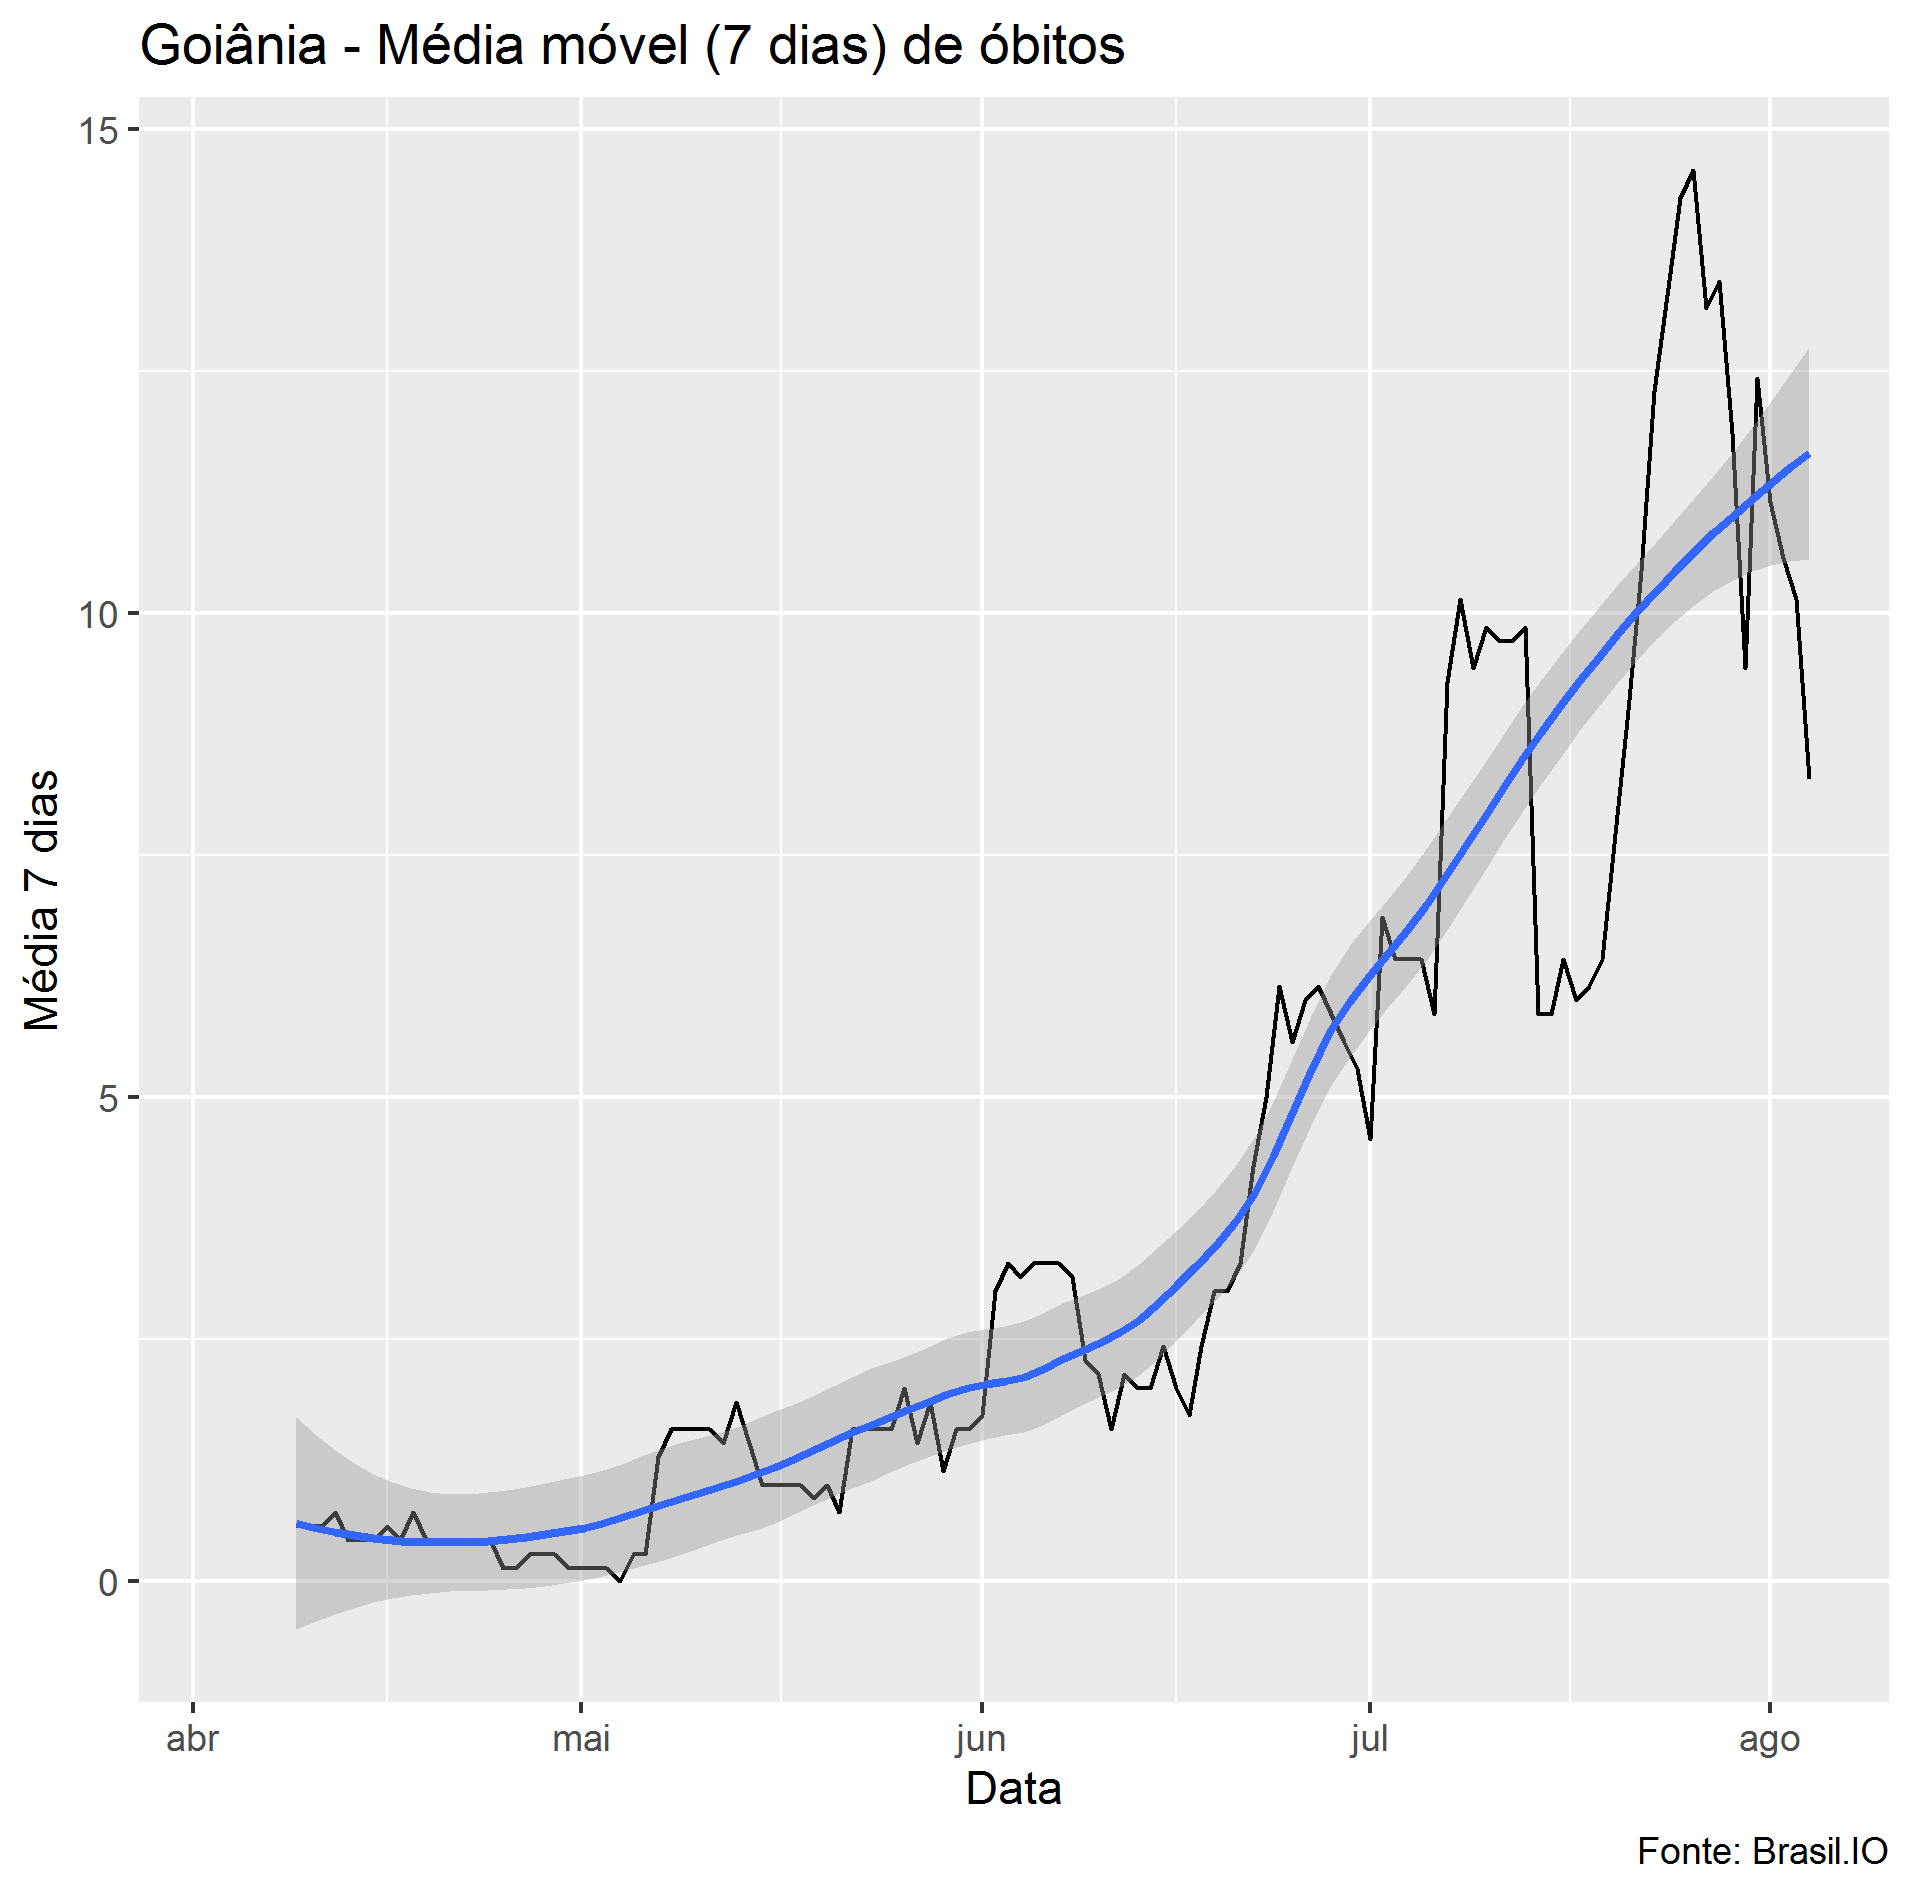 Goiânia - Média móvel (7 dias) de óbitos
Média 7 dias
15
10
5
0
abr
mai
jun
jul
ago
Data
Fonte: Brasil.IO